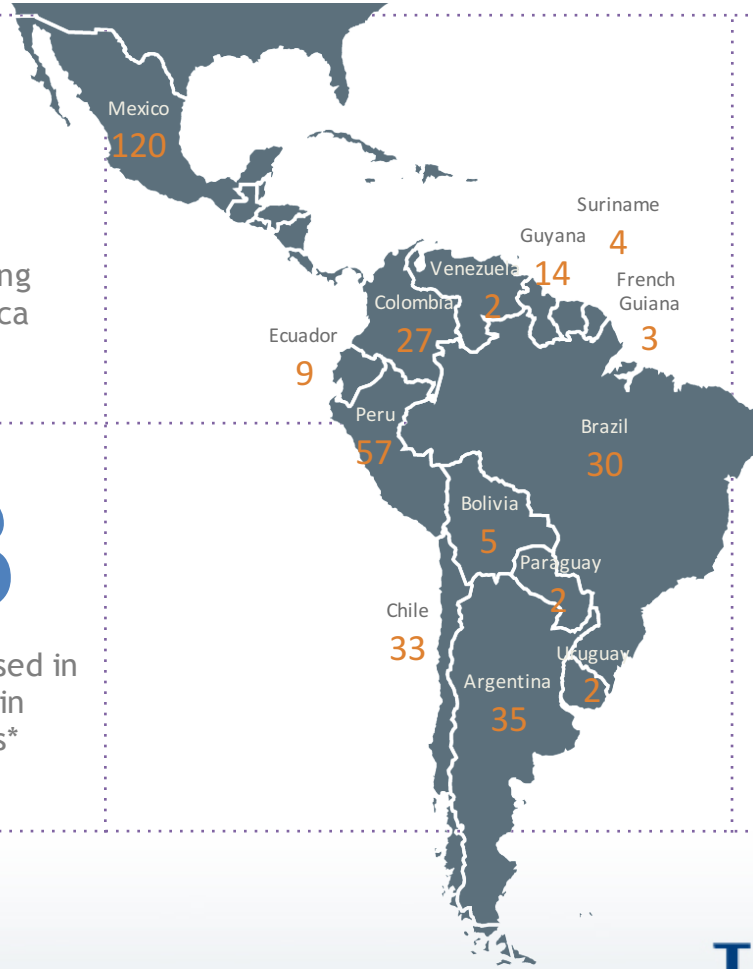 Mexico
120
Suriname
4
Guyana
14
Venezuela
2
French
Guiana
3
Colombia
27
Ecuador
9
Peru
57
Brazil
30
Bolivia
5
Paraguay
2
Chile
33
Uruguay
2
Argentina
35
in
s*